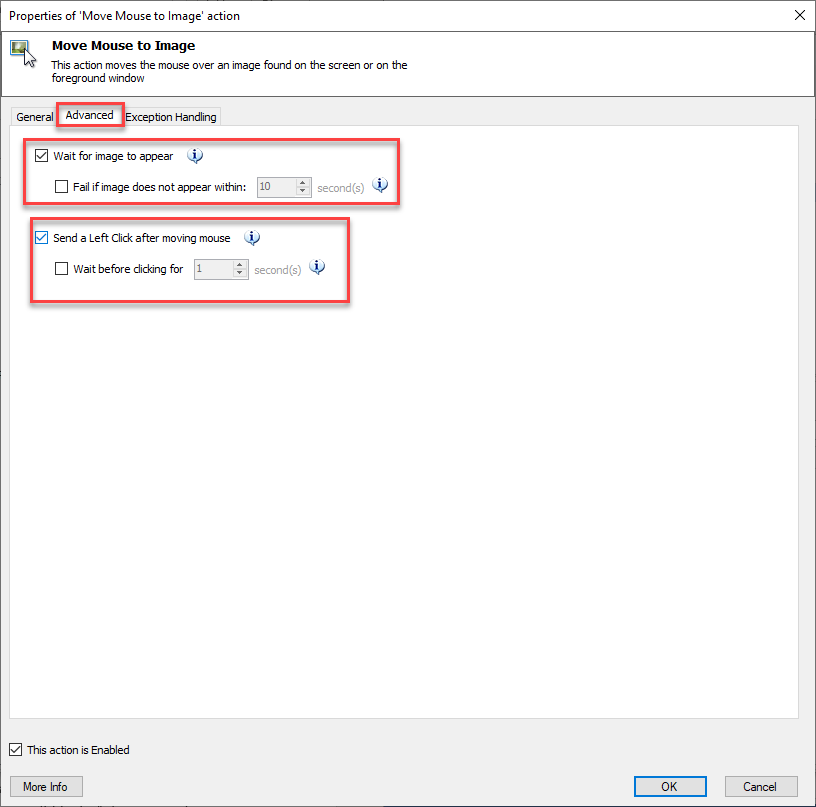 Properties of 'Move Mouse to Image' action
Move Mouse to Image
This action moves the mouse over an image found on the screen or on the
foreground window
General Advanced Exception Handling
Wait for image to appear
Fail if image does not appear within: 10 second(s)
Send a Left Click after moving mouse
Wait before clicking for 1 second(s)
This action is Enabled
More Info OK Cancel